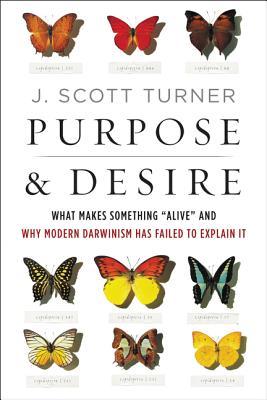 J. SCOTT TURNER
PURPOSE
& DESIRE
WHAT MAKES SOMETHING “ALIVE” AND
WHY MODERN DARWINISM HAS FAILED TO EXPLAIN IT